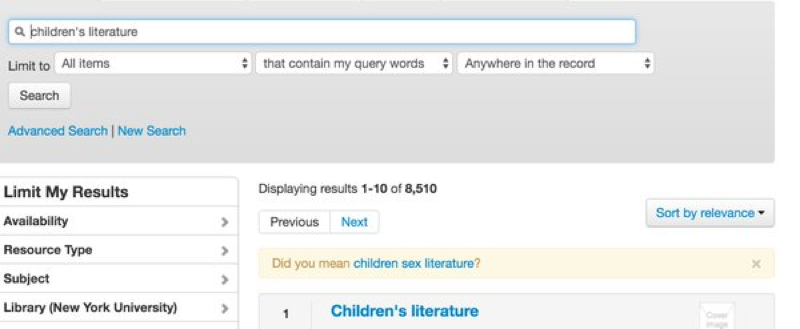 children's literature
Limit to All items that contain my query words Anywhere in the record
Search
Advanced Search | New Search
Limit My Results
Availability
Resource Type
Subject
Library (New York University)
Displaying results 1-10 of 8,510
Sort by relevance
Previous Next
Did you mean children sex literature? ×
1 Children's literature
Cover
Image